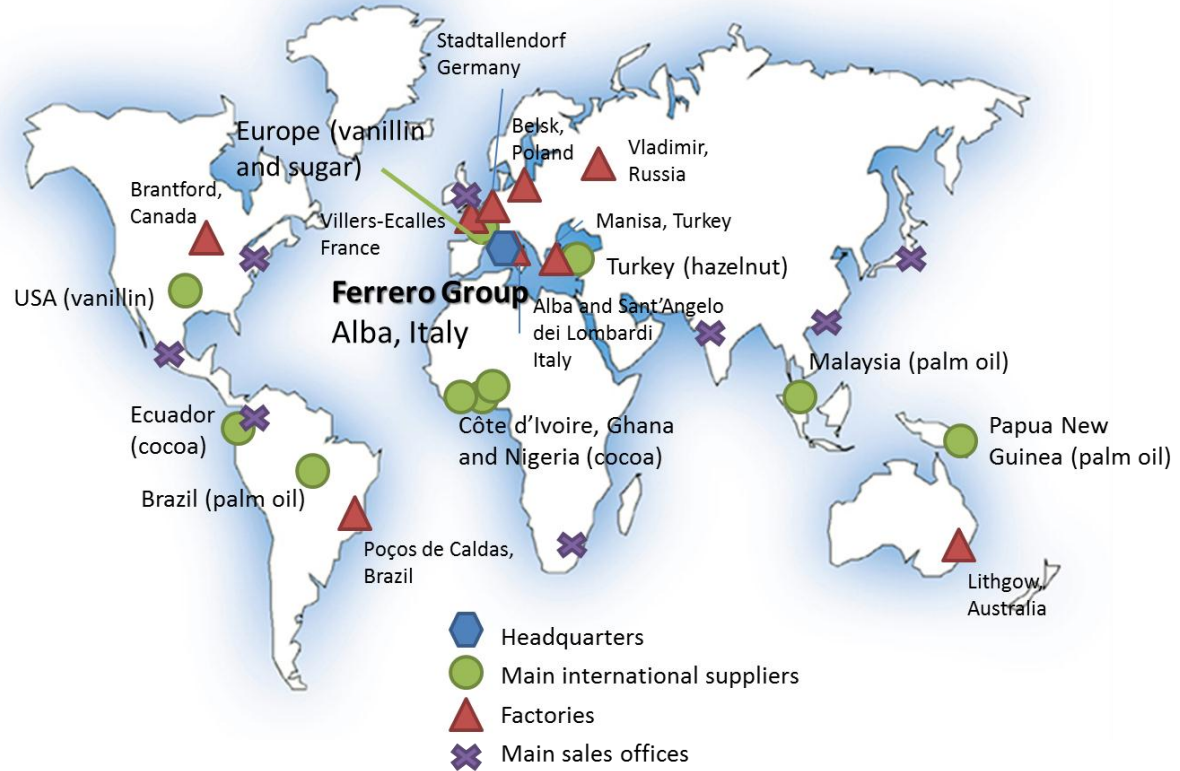 Stadtallendorf
Germany
Europe (vanillin
and sugar)
Belsk,
Poland
Vladimir,
Russia
Brantford,
Canada
Villers-Ecalles
France
Manisa, Turkey
Turkey (hazelnut)
USA (vanillin)
Ferrero Group
Alba, Italy
Alba and Sant’Angelo
dei Lombardi
Italy
Malaysia (palm oil)
Ecuador
(cocoa)
Côte d’Ivoire, Ghana
and Nigeria (cocoa)
Papua New
Guinea (palm oil)
Brazil (palm oil)
Poços de Caldas,
Brazil
Lithgow,
Australia
Headquarters
Main international suppliers
Factories
Main sales offices